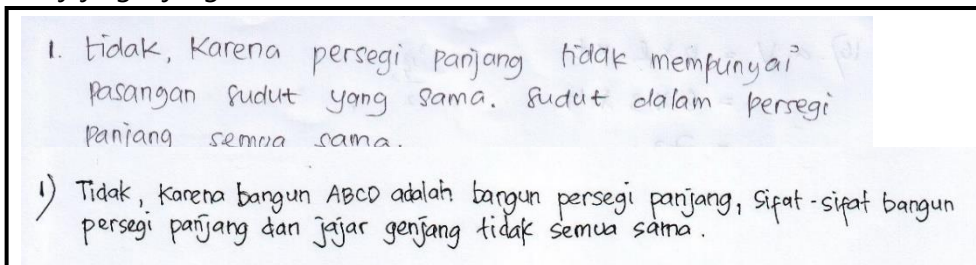 1. tidak, Karena persegi panjang tidak mempunyai
pasangan sudut yang sama. Sudut dalam persegi
panjang semua sama.
1) Tidak, Karena bangun ABCD adalah bangun persegi panjang, Sifat-sifat bangun
persegi panjang dan jajar genjang tidak semua sama.